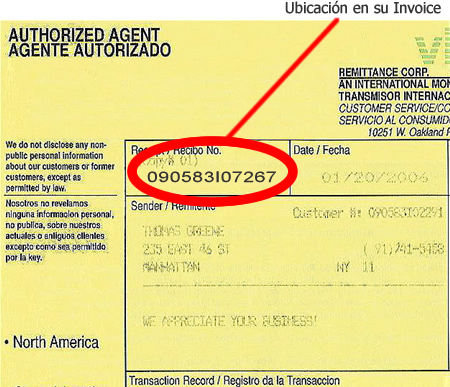 Ubicación en su Invoice
AUTHORIZED AGENT
AGENTE AUTORIZADO
REMITTANCE CORP.
AN INTERNATIONAL MON
TRANSMISOR INTERNAC
CUSTOMER SERVICE/CO
SERVICIO AL CONSUMID
10251 W. Oakland P
We do not disclose any non-
public personal information
about our customers or former
customers, except as
permitted by law.
Nosotros no revelamos
ninguna informacion personal,
no publica, sobre nuestros
actuales o antiguos clientes
excepto como sea permitido
por la key.
Receipt / Recibo No.
01)
090583I07267
Date / Fecha
01/20/2006
Sender / Remitente
Customer #: 090583I02291
THOMAS GREENE
235 EAST 46 ST
( 91)741-5458
MANHATTAN
NY 11
WE APPRECIATE YOUR BUSINESS!
• North America
Transaction Record / Registro da la Transaccion